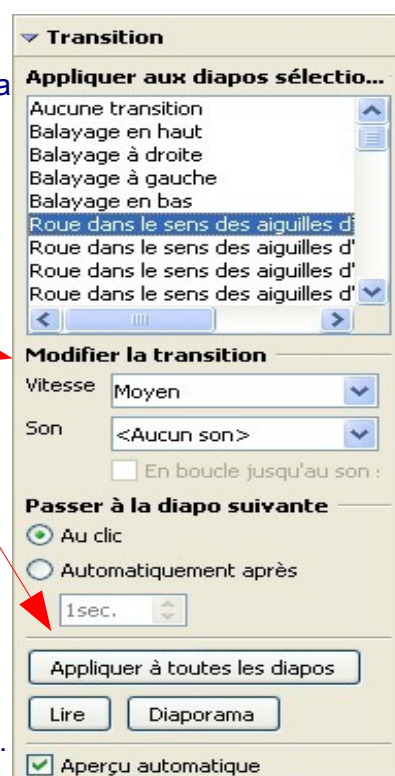 Transition
a
Appliquer aux diapos sélectio...
Aucune transition
Balayage en haut
Balayage à droite
Balayage à gauche
Balayage en bas
Roue dans le sens des aiguilles d'
Roue dans le sens des aiguilles d'
Roue dans le sens des aiguilles d'
Roue dans le sens des aiguilles d'
Modifier la transition
Vitesse Moyen
Son <Aucun son>
En boucle jusqu'au son s
Passer à la diapo suivante
Au clic
Automatiquement après
1sec.
Appliquer à toutes les diapos
Lire Diaporama
.
Aperçu automatique